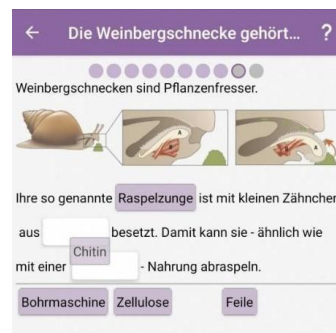 ← Die Weinbergschnecke gehört... ?
Weinbergschnecken sind Pflanzenfresser.
A
B
A
B
Ihre so genannte Raspelzunge ist mit kleinen Zähnchen
aus besetzt. Damit kann sie - ähnlich wie
Chitin
mit einer - Nahrung abraspeln.
Bohrmaschine Zellulose Feile